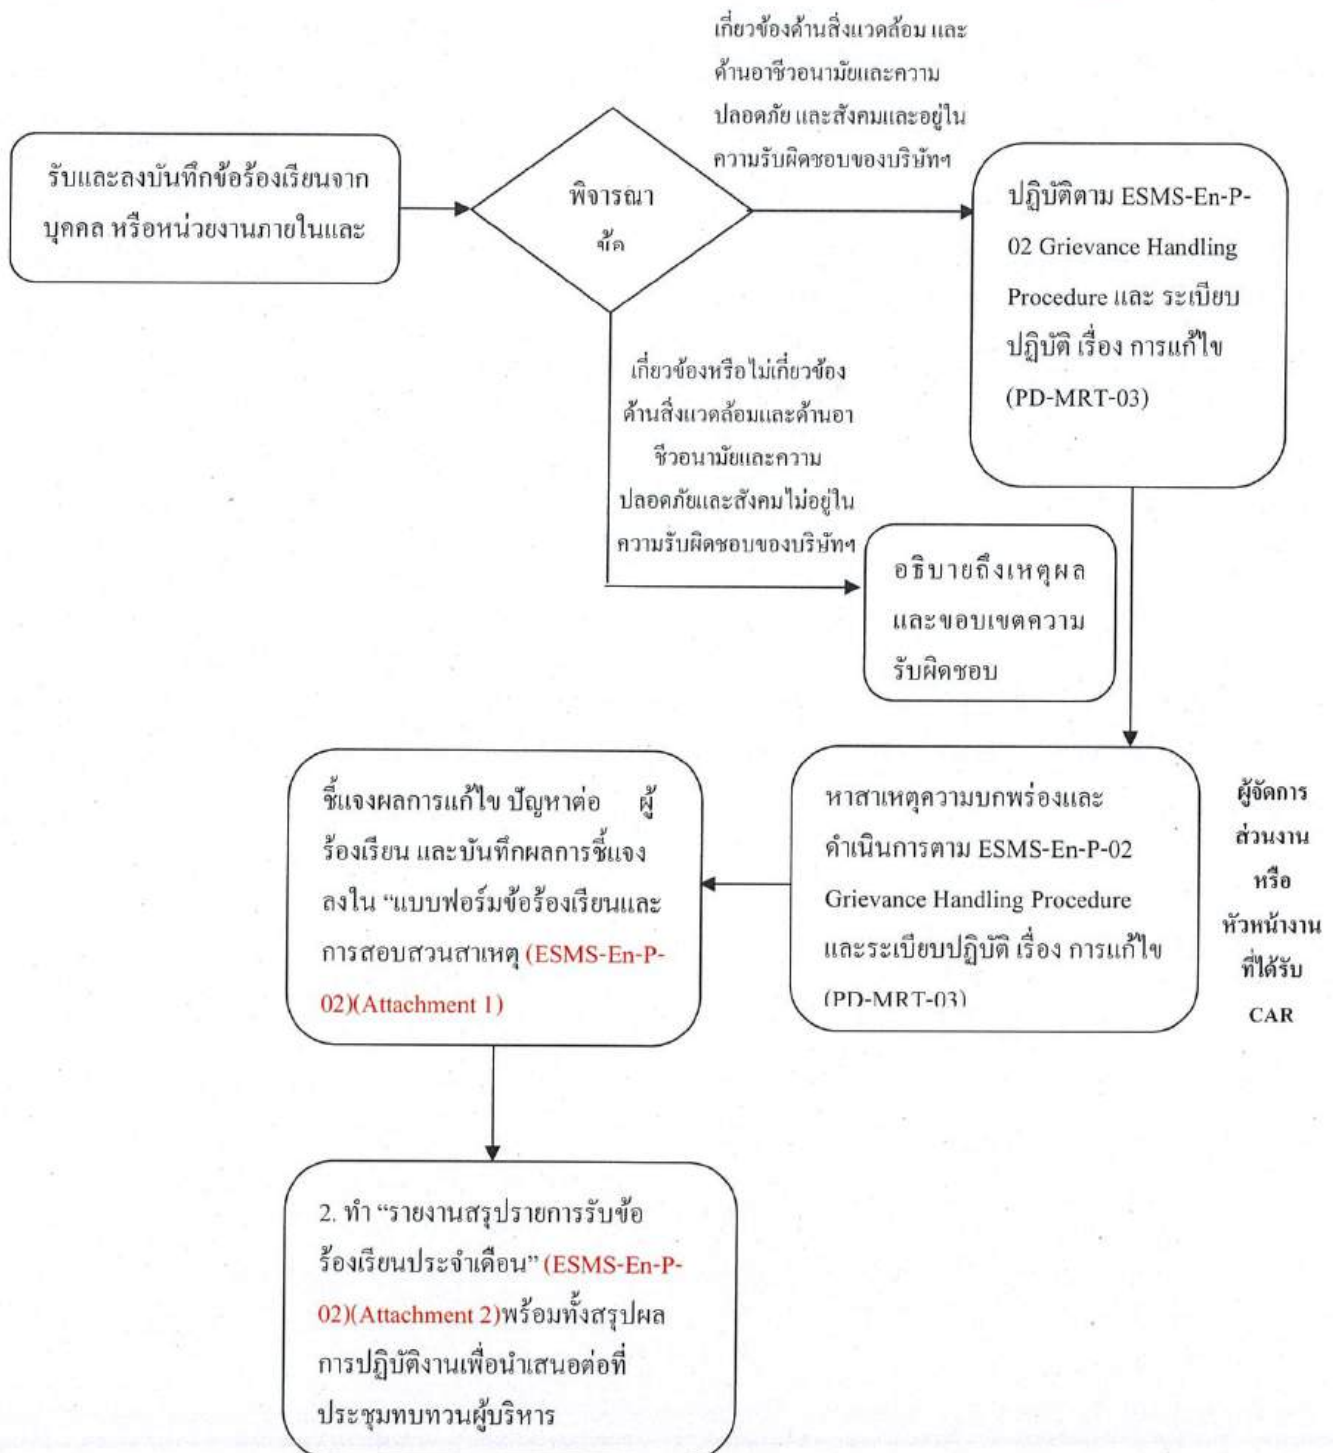 เกี่ยวข้องด้านสิ่งแวดล้อม และ
ด้านอาชีวอนามัยและความ
ปลอดภัย และสังคมและอยู่ใน
ความรับผิดชอบของบริษัทฯ
รับและลงบันทึกข้อร้องเรียนจาก
บุคคล หรือหน่วยงานภายในและ
พิจารณา
ข้อ
ปฏิบัติตาม ESMS-En-P-
02 Grievance Handling
Procedure และ ระเบียบ
ปฏิบัติ เรื่อง การแก้ไข
(PD-MRT-03)
เกี่ยวข้องหรือไม่เกี่ยวข้อง
ด้านสิ่งแวดล้อมและด้านอา
ชีวอนามัยและความ
ปลอดภัยและสังคมไม่อยู่ใน
ความรับผิดชอบของบริษัทฯ
อธิบายถึงเหตุผล
และขอบเขตความ
รับผิดชอบ
หาสาเหตุความบกพร่องและ
ดำเนินการตาม ESMS-En-P-02
Grievance Handling Procedure
และระเบียบปฏิบัติ เรื่อง การแก้ไข
(PD-MRT-03)
ผู้จัดการ
ส่วนงาน
หรือ
หัวหน้างาน
ที่ได้รับ
CAR
ชี้แจงผลการแก้ไข ปัญหาต่อ ผู้
ร้องเรียน และบันทึกผลการชี้แจง
ลงใน “แบบฟอร์มข้อร้องเรียนและ
การสอบสวนสาเหตุ (ESMS-En-P-
02)(Attachment 1)
2. ทำ “รายงานสรุปรายการรับข้อ
ร้องเรียนประจำเดือน” (ESMS-En-P-
02)(Attachment 2)พร้อมทั้งสรุปผล
การปฏิบัติงานเพื่อนำเสนอต่อที่
ประชุมทบทวนผู้บริหาร